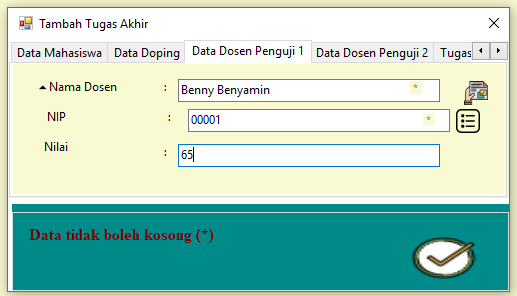 Tambah Tugas Akhir
Data Mahasiswa Data Doping Data Dosen Penguji 1 Data Dosen Penguji 2 Tugas
Nama Dosen : Benny Benyamin *
NIP : 00001 *
Nilai : 65
Data tidak boleh kosong (*)